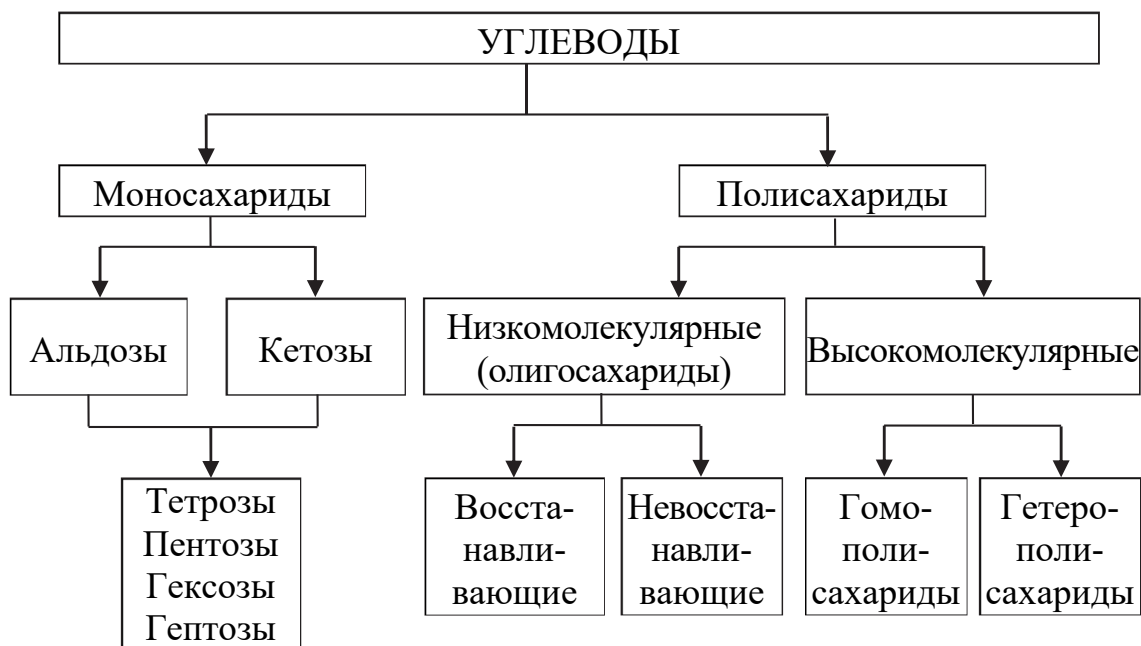 УГЛЕВОДЫ
Моносахариды
Полисахариды
Альдозы
Кетозы
Низкомолекулярные
(олигосахариды)
Высокомолекулярные
Тетрозы
Пентозы
Гексозы
Гептозы
Восста-
навли-
вающие
Невосста-
навли-
вающие
Гомо-
поли-
сахариды
Гетеро-
поли-
сахариды